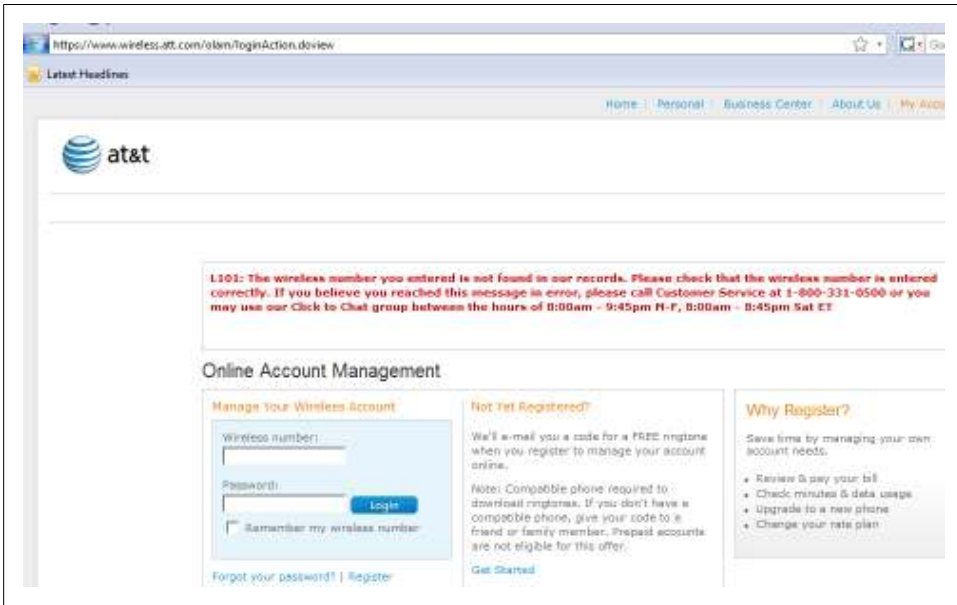 https://www.wireless.att.com/olam/loginAction.doview
Latest Headlines
Home | Personal | Business Center | About Us | My Acco
at&t
L101: The wireless number you entered is not found in our records. Please check that the wireless number is entered
correctly. If you believe you reached this message in error, please call Customer Service at 1-800-331-0500 or you
may use our Click to Chat group between the hours of 8:00am - 9:45pm M-F, 8:00am - 8:45pm Sat ET
Online Account Management
Manage Your Wireless Account
Wireless number:
Password:
Login
Remember my wireless number
Forgot your password? | Register
Not Yet Registered?
We'll e-mail you a code for a FREE ringtone
when you register to manage your account
online.
Note: Compatible phone required to
download ringtones. If you don't have a
compatible phone, give your code to a
friend or family member. Prepaid accounts
are not eligible for this offer.
Get Started
Why Register?
Save time by managing your own
account needs.
• Review & pay your bill
• Check minutes & data usage
• Upgrade to a new phone
• Change your rate plan